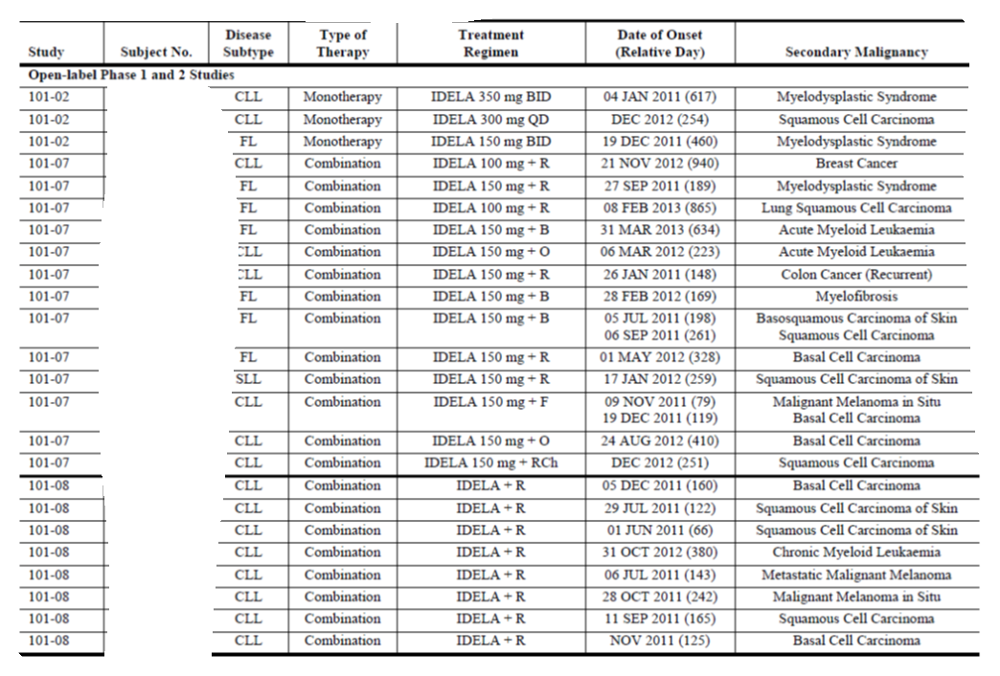 Study Subject No. Disease Subtype Type of Therapy Treatment Regimen Date of Onset (Relative Day) Secondary Malignancy
Open-label Phase 1 and 2 Studies
101-02 CLL Monotherapy IDELA 350 mg BID 04 JAN 2011 (617) Myelodysplastic Syndrome
101-02 CLL Monotherapy IDELA 300 mg QD DEC 2012 (254) Squamous Cell Carcinoma
101-02 FL Monotherapy IDELA 150 mg BID 19 DEC 2011 (460) Myelodysplastic Syndrome
101-07 CLL Combination IDELA 100 mg + R 21 NOV 2012 (940) Breast Cancer
101-07 FL Combination IDELA 150 mg + R 27 SEP 2011 (189) Myelodysplastic Syndrome
101-07 FL Combination IDELA 100 mg + R 08 FEB 2013 (865) Lung Squamous Cell Carcinoma
101-07 FL Combination IDELA 150 mg + B 31 MAR 2013 (634) Acute Myeloid Leukaemia
101-07 CLL Combination IDELA 150 mg + O 06 MAR 2012 (223) Acute Myeloid Leukaemia
101-07 CLL Combination IDELA 150 mg + R 26 JAN 2011 (148) Colon Cancer (Recurrent)
101-07 FL Combination IDELA 150 mg + B 28 FEB 2012 (169) Myelofibrosis
101-07 FL Combination IDELA 150 mg + B 05 JUL 2011 (198) Basosquamous Carcinoma of Skin
06 SEP 2011 (261) Squamous Cell Carcinoma
101-07 FL Combination IDELA 150 mg + R 01 MAY 2012 (328) Basal Cell Carcinoma
101-07 SLL Combination IDELA 150 mg + R 17 JAN 2012 (259) Squamous Cell Carcinoma of Skin
101-07 CLL Combination IDELA 150 mg + F 09 NOV 2011 (79) Malignant Melanoma in Situ
19 DEC 2011 (119) Basal Cell Carcinoma
101-07 CLL Combination IDELA 150 mg + O 24 AUG 2012 (410) Basal Cell Carcinoma
101-07 CLL Combination IDELA 150 mg + RCh DEC 2012 (251) Squamous Cell Carcinoma
101-08 CLL Combination IDELA + R 05 DEC 2011 (160) Basal Cell Carcinoma
101-08 CLL Combination IDELA + R 29 JUL 2011 (122) Squamous Cell Carcinoma of Skin
101-08 CLL Combination IDELA + R 01 JUN 2011 (66) Squamous Cell Carcinoma of Skin
101-08 CLL Combination IDELA + R 31 OCT 2012 (380) Chronic Myeloid Leukaemia
101-08 CLL Combination IDELA + R 06 JUL 2011 (143) Metastatic Malignant Melanoma
101-08 CLL Combination IDELA + R 28 OCT 2011 (242) Malignant Melanoma in Situ
101-08 CLL Combination IDELA + R 11 SEP 2011 (165) Squamous Cell Carcinoma
101-08 CLL Combination IDELA + R NOV 2011 (125) Basal Cell Carcinoma